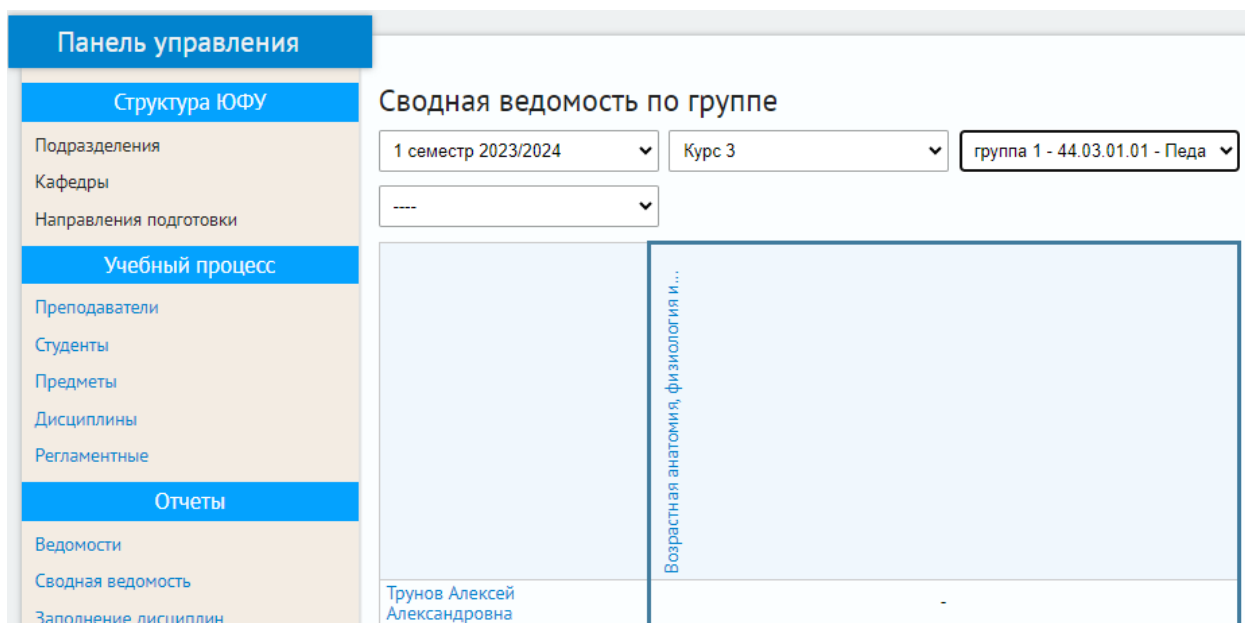 Панель управления
Структура ЮФУ
Подразделения
Кафедры
Направления подготовки
Учебный процесс
Преподаватели
Студенты
Предметы
Дисциплины
Регламентные
Отчеты
Ведомости
Сводная ведомость
Заполнение дисциплин
Сводная ведомость по группе
1 семестр 2023/2024
Курс 3
группа 1 - 44.03.01.01 - Педа
----
Возрастная анатомия, физиология и...
Трунов Алексей
Александровна
-